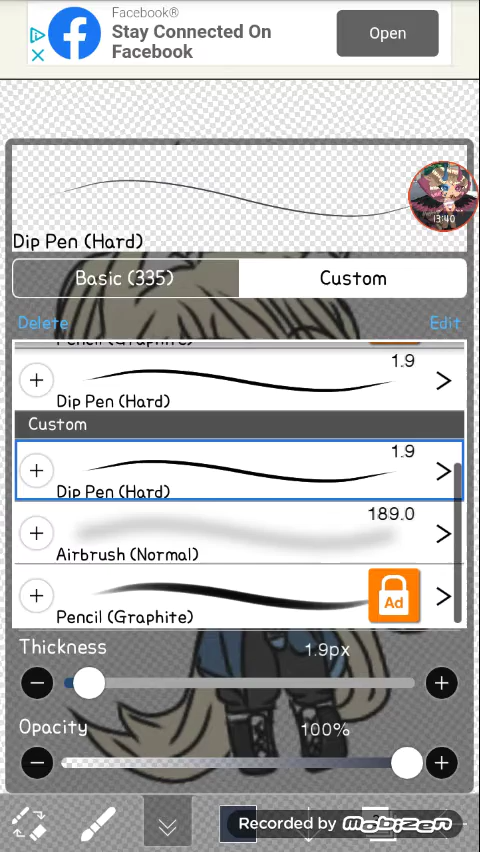 Facebook®
Stay Connected On
Facebook
Open
13:40
Dip Pen (Hard)
Basic (335)
Custom
Delete
Edit
Pencil (Graphite)
1.9
Dip Pen (Hard)
Custom
1.9
Dip Pen (Hard)
189.0
Airbrush (Normal)
Ad
Pencil (Graphite)
Thickness
1.9px
Opacity
100%
Recorded by mobizen